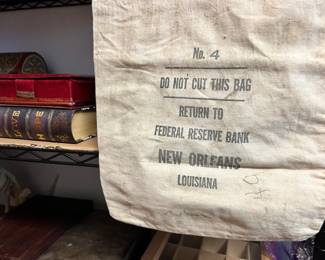 No. 4
DO NOT CUT THIS BAG
RETURN TO
FEDERAL RESERVE BANK
NEW ORLEANS
LOUISIANA